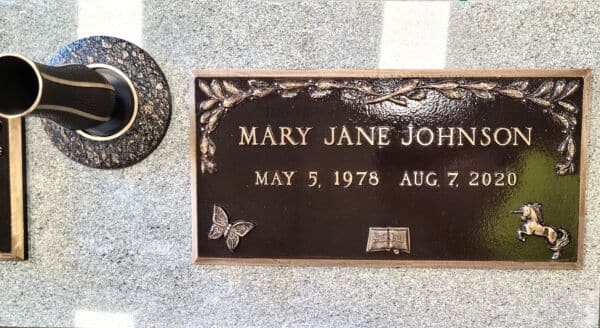 MARY JANE JOHNSON
MAY 5, 1978 AUG. 7, 2020